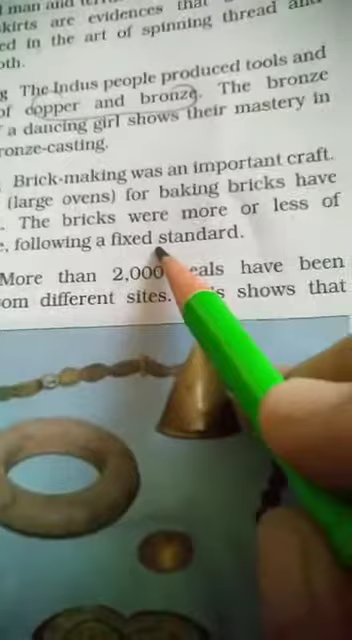 man and
skirts are evidences that
ed in the art of spinning thread and
oth.
g The Indus people produced tools and
of copper and bronze. The bronze
a dancing girl shows their mastery in
ronze-casting.
Brick-making was an important craft.
(large ovens) for baking bricks have
. The bricks were more or less of
e, following a fixed standard.
More than 2,000 eals have been
om different sites. s shows that